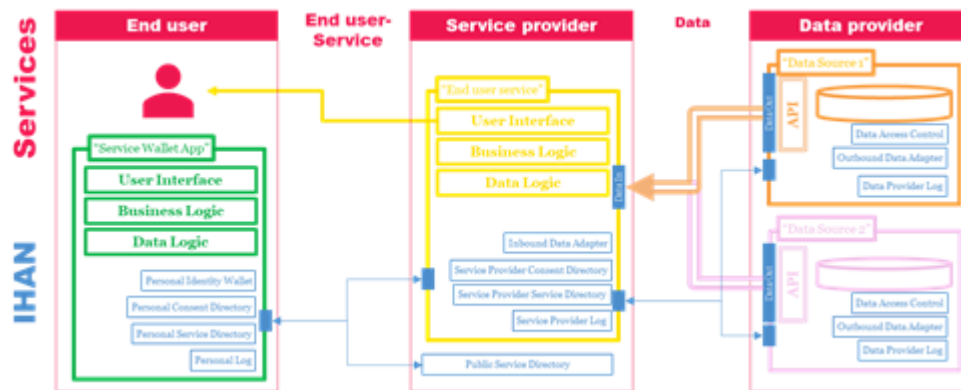 End user
End user-
Service
Service provider
Data
Data provider
Services
IHAN
"Service Wallet App"
User Interface
Business Logic
Data Logic
Personal Identity Wallet
Personal Consent Directory
Personal Service Directory
Personal Log
"End user service"
User Interface
Business Logic
Data Logic
Data In
Inbound Data Adapter
Service Provider Consent Directory
Service Provider Service Directory
Service Provider Log
Public Service Directory
"Data Source 1"
Data Out
API
Data Access Control
Outbound Data Adapter
Data Provider Log
"Data Source 2"
Data Out
API
Data Access Control
Outbound Data Adapter
Data Provider Log